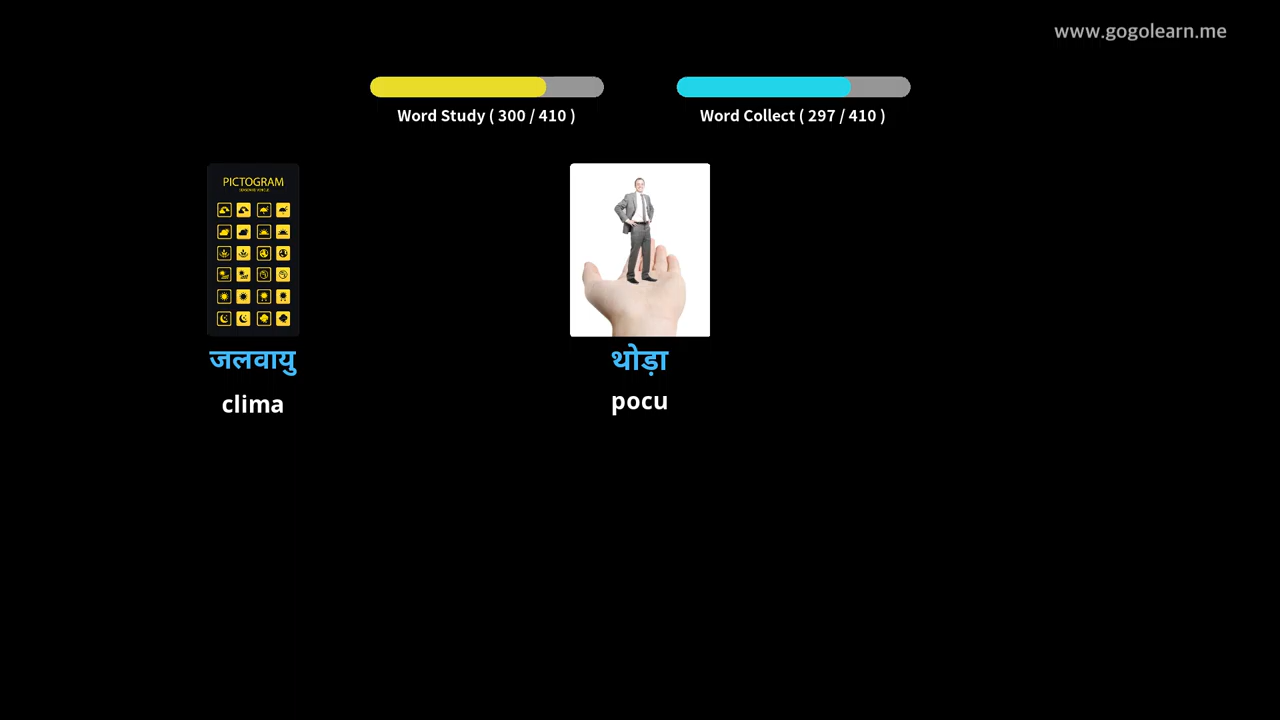 www.gogolearn.me
Word Study ( 300 / 410 )
Word Collect ( 297 / 410 )
PICTOGRAM
जलवायु
थोड़ा
clima
pocu